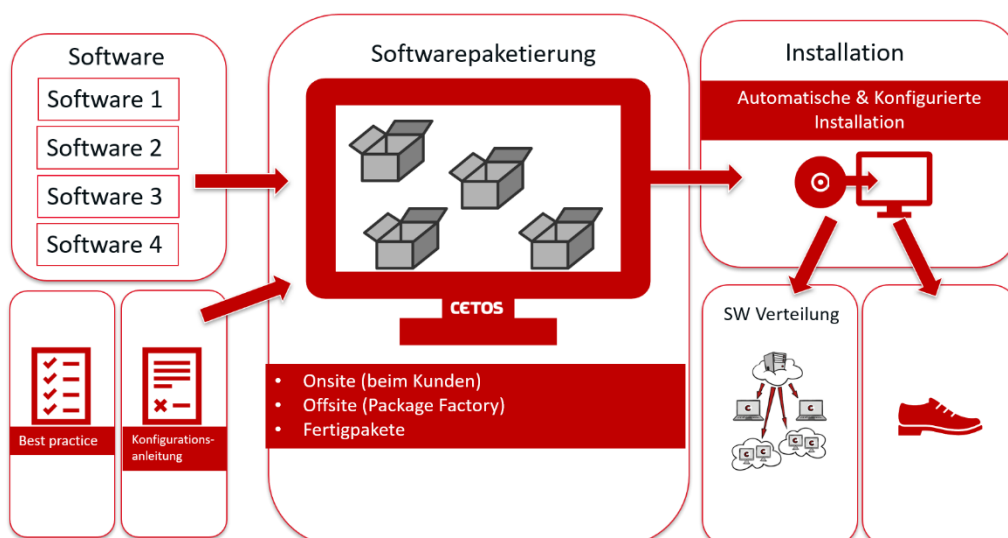 Software
Software 1
Software 2
Software 3
Software 4
Best practice
Konfigurations-
anleitung
Softwarepaketierung
CETOS
• Onsite (beim Kunden)
• Offsite (Package Factory)
• Fertigpakete
Installation
Automatische & Konfigurierte
Installation
SW Verteilung
C
C
C C
C C